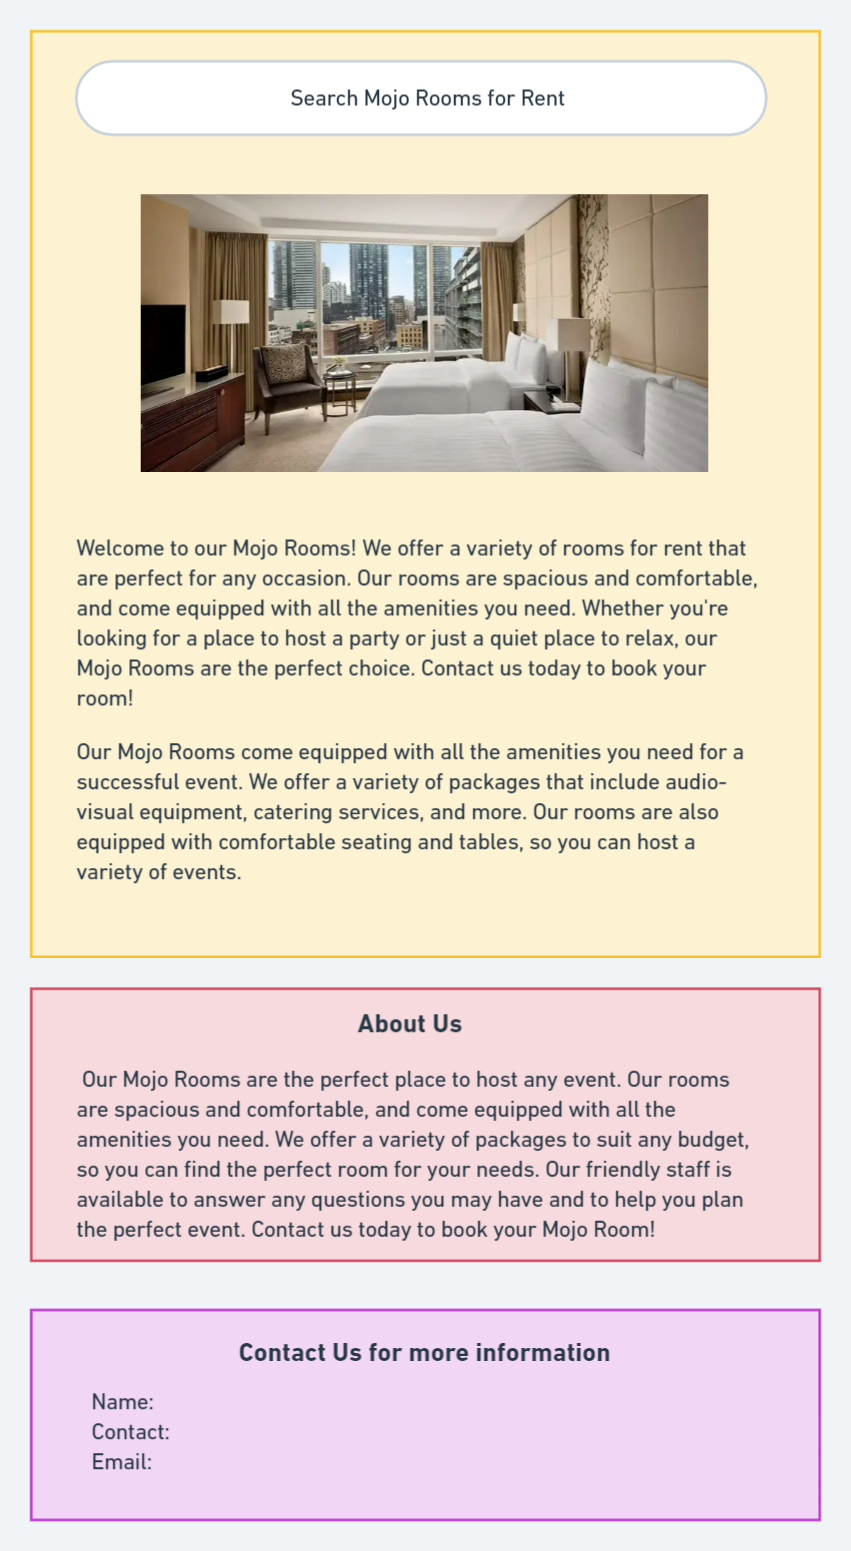 Search Mojo Rooms for Rent
Welcome to our Mojo Rooms! We offer a variety of rooms for rent that
are perfect for any occasion. Our rooms are spacious and comfortable,
and come equipped with all the amenities you need. Whether you're
looking for a place to host a party or just a quiet place to relax, our
Mojo Rooms are the perfect choice. Contact us today to book your
room!
Our Mojo Rooms come equipped with all the amenities you need for a
successful event. We offer a variety of packages that include audio-
visual equipment, catering services, and more. Our rooms are also
equipped with comfortable seating and tables, so you can host a
variety of events.
About Us
Our Mojo Rooms are the perfect place to host any event. Our rooms
are spacious and comfortable, and come equipped with all the
amenities you need. We offer a variety of packages to suit any budget,
so you can find the perfect room for your needs. Our friendly staff is
available to answer any questions you may have and to help you plan
the perfect event. Contact us today to book your Mojo Room!
Contact Us for more information
Name:
Contact:
Email: